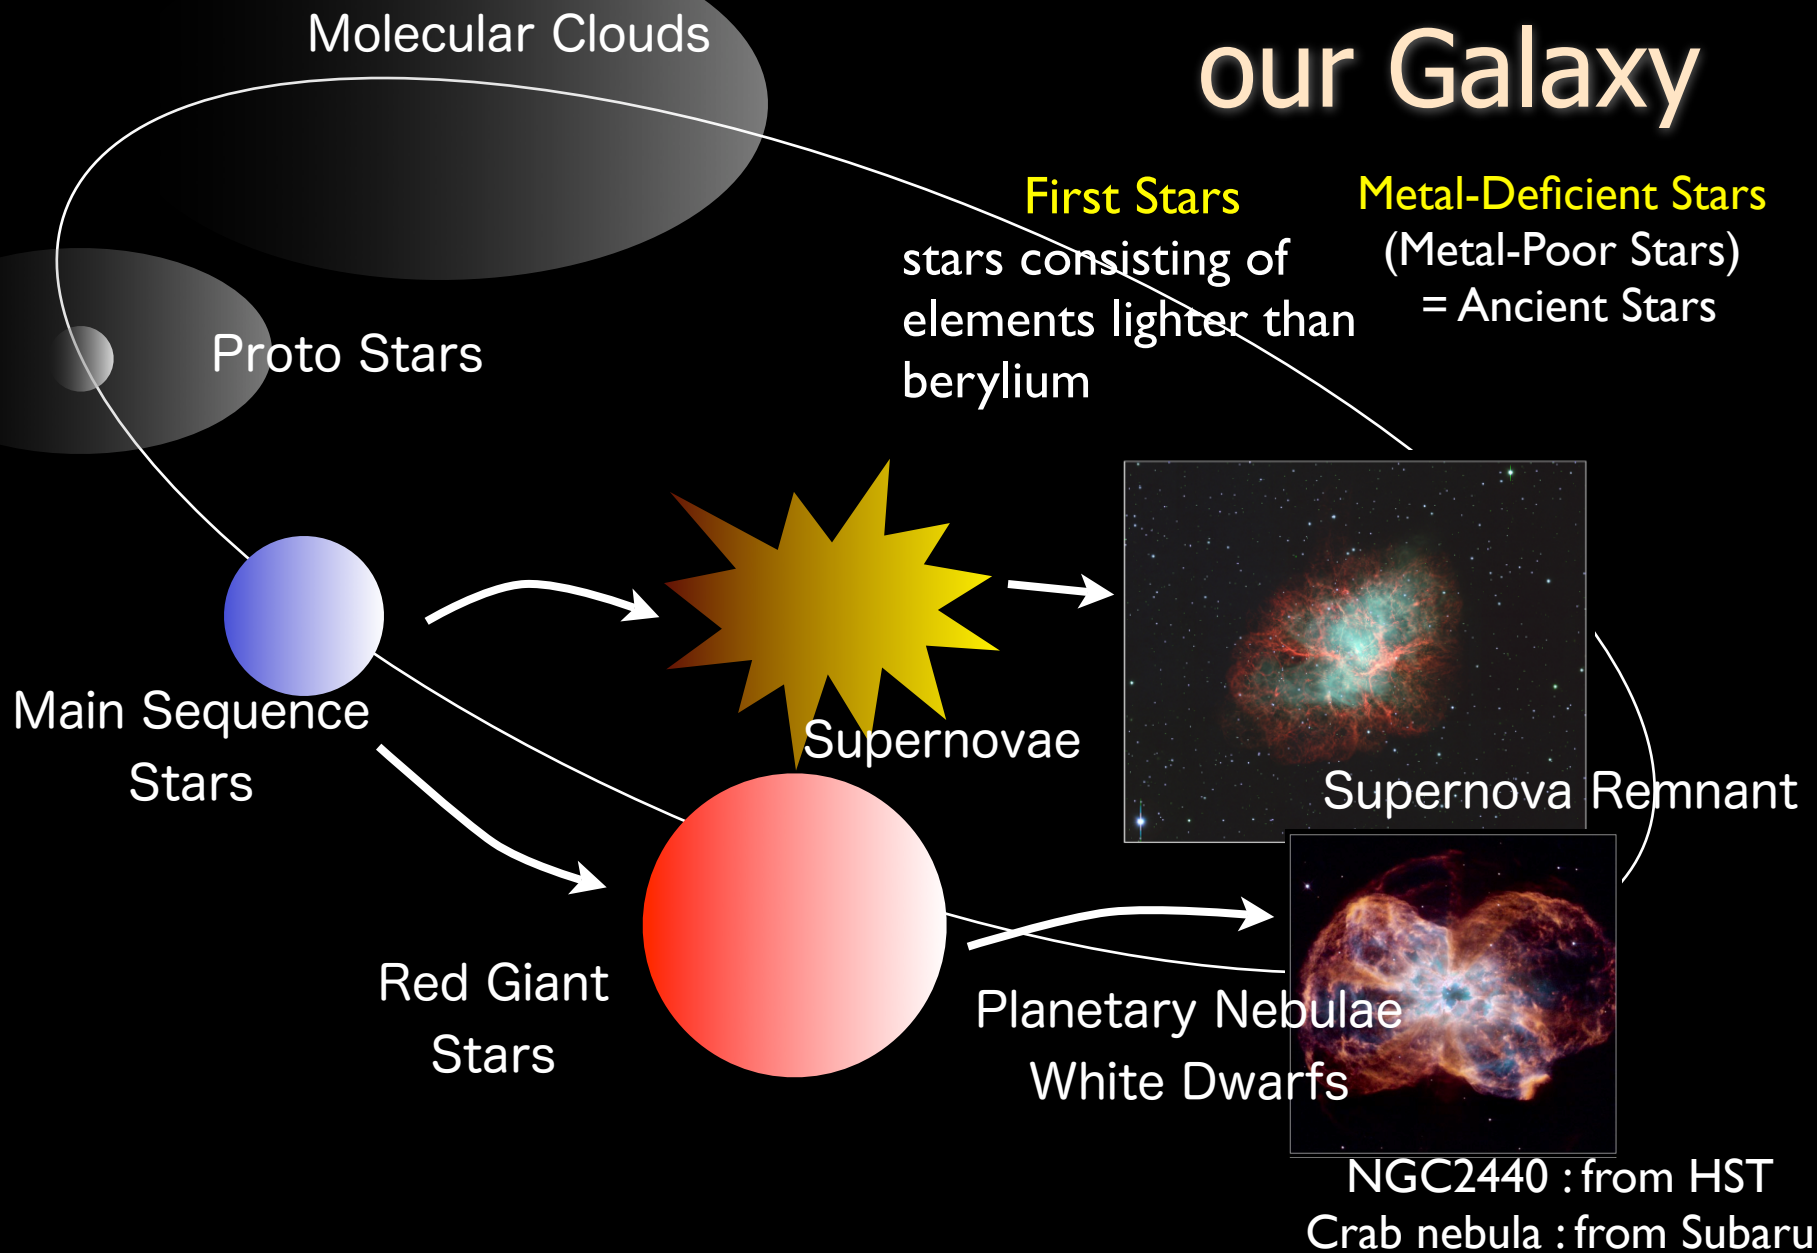 Molecular Clouds
our Galaxy
First Stars
stars consisting of
elements lighter than
berylium
Metal-Deficient Stars
(Metal-Poor Stars)
= Ancient Stars
Proto Stars
Main Sequence
Stars
Supernovae
Supernova Remnant
Red Giant
Stars
Planetary Nebulae
White Dwarfs
NGC2440 : from HST
Crab nebula : from Subaru